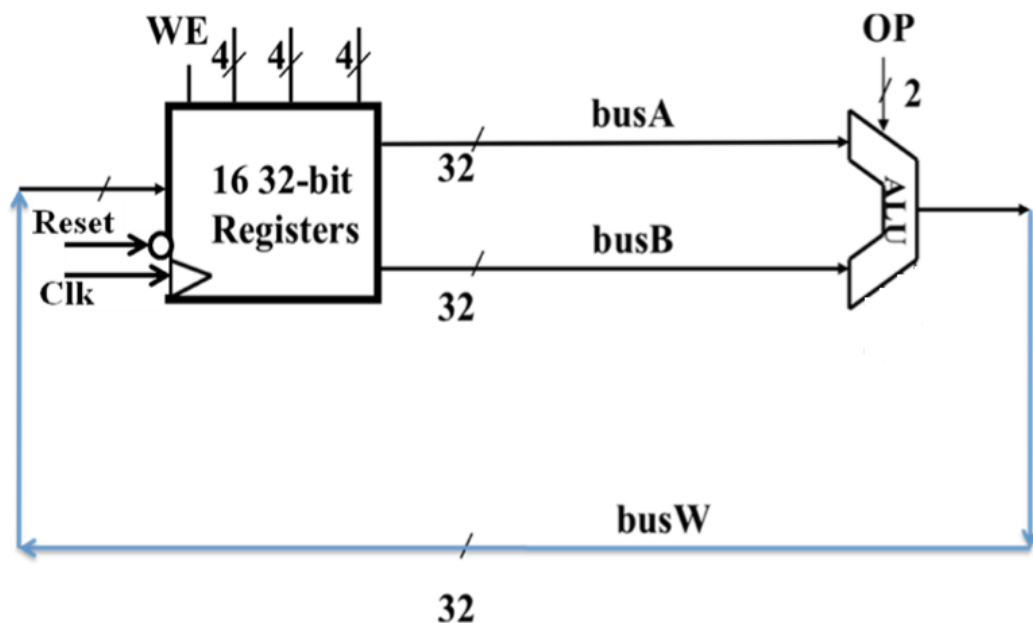 WE
4 4 4
OP
2
busA
32
16 32-bit
Registers
Reset
Clk
busB
32
ALU
busW
32